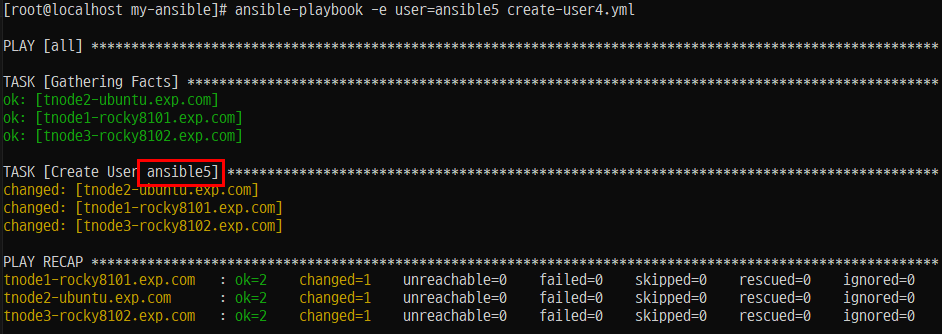 [root@localhost my-ansible]# ansible-playbook -e user=ansible5 create-user4.yml
PLAY [all] **********************************************************************************************************
TASK [Gathering Facts] **********************************************************************************************
ok: [tnode2-ubuntu.exp.com]
ok: [tnode1-rocky8101.exp.com]
ok: [tnode3-rocky8102.exp.com]
TASK [Create User ansible5] *****************************************************************************************
changed: [tnode2-ubuntu.exp.com]
changed: [tnode1-rocky8101.exp.com]
changed: [tnode3-rocky8102.exp.com]
PLAY RECAP **********************************************************************************************************
tnode1-rocky8101.exp.com   : ok=2    changed=1    unreachable=0    failed=0    skipped=0    rescued=0    ignored=0
tnode2-ubuntu.exp.com      : ok=2    changed=1    unreachable=0    failed=0    skipped=0    rescued=0    ignored=0
tnode3-rocky8102.exp.com   : ok=2    changed=1    unreachable=0    failed=0    skipped=0    rescued=0    ignored=0